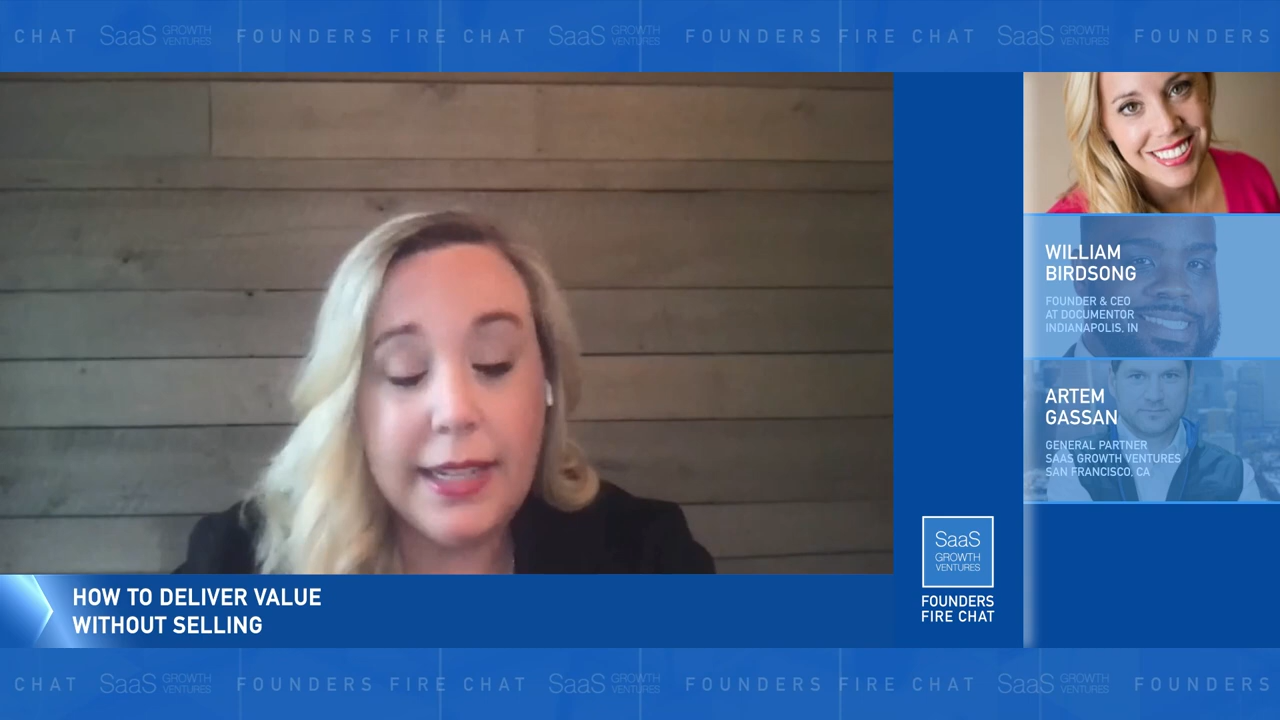 CHAT SaaS GROWTH VENTURES FOUNDERS FIRE CHAT SaaS GROWTH VENTURES FOUNDERS FIRE CHAT SaaS GROWTH VENTURES FOUNDERS
WILLIAM
BIRDSONG
FOUNDER & CEO
AT DOCUMENTOR
INDIANAPOLIS, IN
ARTEM
GASSAN
GENERAL PARTNER
SAAS GROWTH VENTURES
SAN FRANCISCO, CA
SaaS
GROWTH
VENTURES
FOUNDERS
FIRE CHAT
HOW TO DELIVER VALUE
WITHOUT SELLING
CHAT SaaS GROWTH VENTURES FOUNDERS FIRE CHAT SaaS GROWTH VENTURES FOUNDERS FIRE CHAT SaaS GROWTH VENTURES FOUNDERS